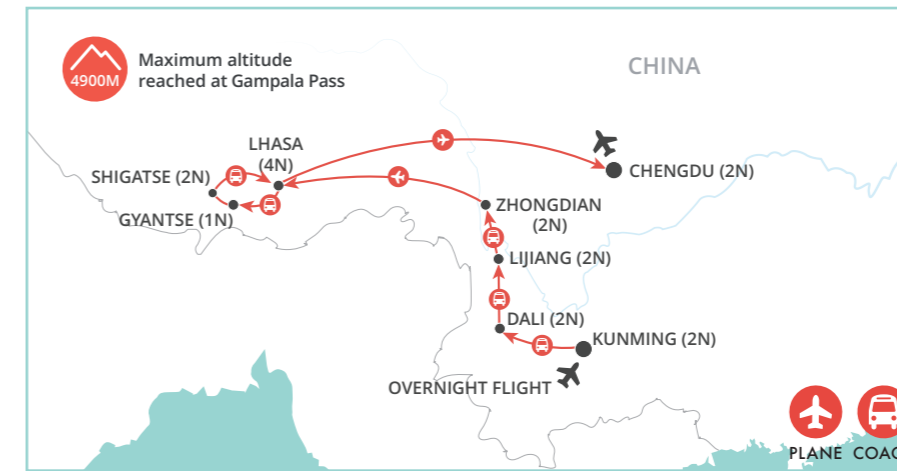 4900M
Maximum altitude
reached at Gampala Pass
CHINA
LHASA
(4N)
SHIGATSE (2N)
GYANTSE (1N)
CHENGDU (2N)
ZHONGDIAN
(2N)
LIJIANG (2N)
DALI (2N)
KUNMING (2N)
OVERNIGHT FLIGHT
PLANE COAC